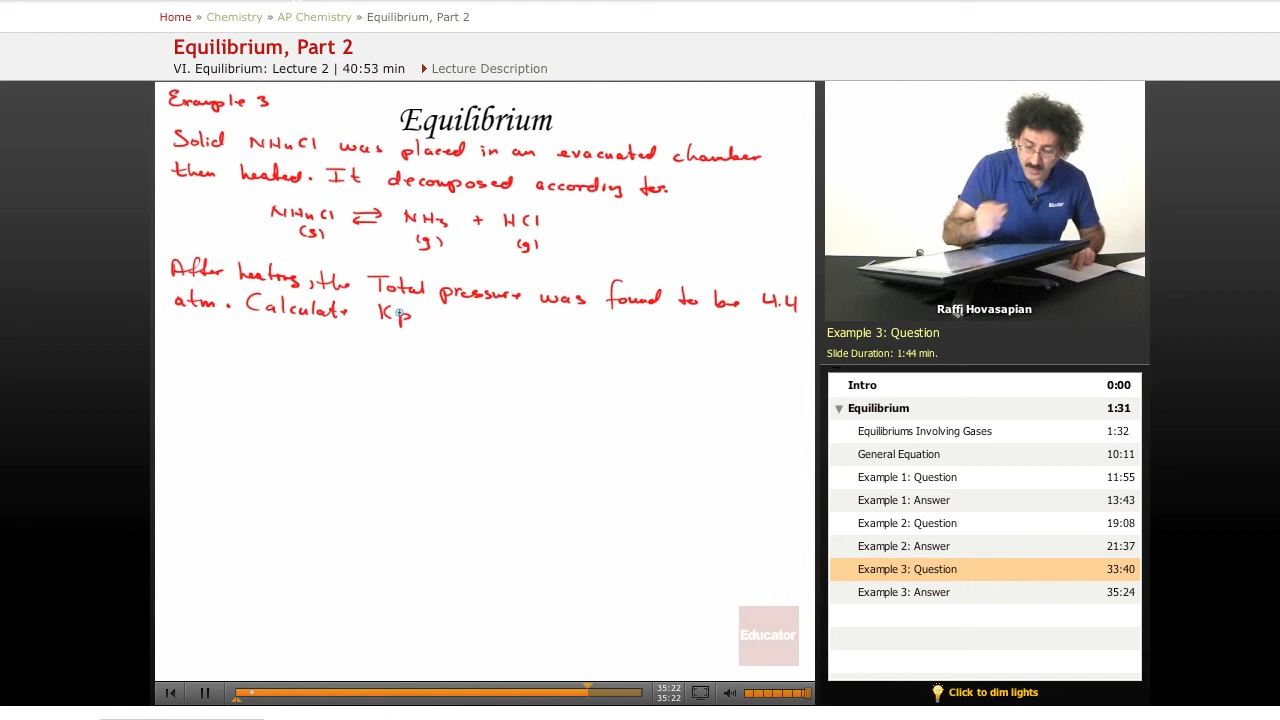 Home » Chemistry » AP Chemistry » Equilibrium, Part 2
Equilibrium, Part 2
VI. Equilibrium: Lecture 2 | 40:53 min
Lecture Description
Example 3
Equilibrium
Solid NH4Cl was placed in an evacuated chamber
then heated. It decomposed according to:
NH4Cl ⇌ NH3 + HCl
(s) (g) (g)
After heating, the Total pressure was found to be 4.4
atm. Calculate Kp
Educator
Raffi Hovasapian
Example 3: Question
Slide Duration: 1:44 min.
Intro 0:00
Equilibrium 1:31
Equilibriums Involving Gases 1:32
General Equation 10:11
Example 1: Question 11:55
Example 1: Answer 13:43
Example 2: Question 19:08
Example 2: Answer 21:37
Example 3: Question 33:40
Example 3: Answer 35:24
35:22
35:22
Click to dim lights